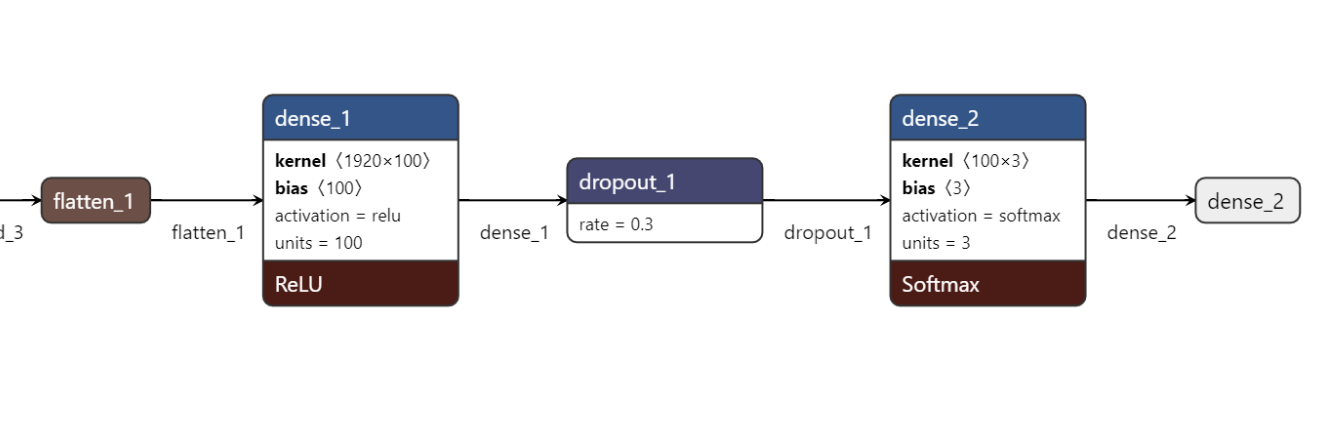 d_3
flatten_1
flatten_1
dense_1
kernel 〈1920×100〉
bias 〈100〉
activation = relu
units = 100
ReLU
dense_1
dropout_1
rate = 0.3
dropout_1
dense_2
kernel 〈100×3〉
bias 〈3〉
activation = softmax
units = 3
Softmax
dense_2
dense_2